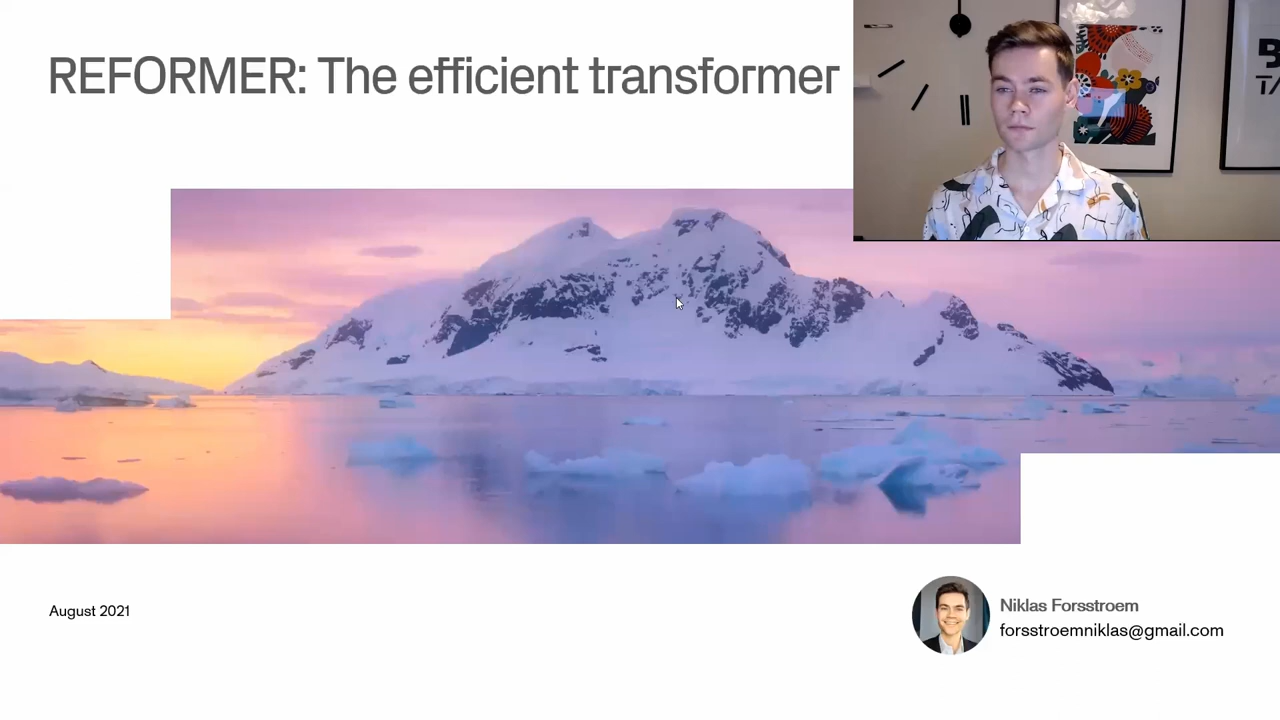 REFORMER: The efficient transformer
August 2021
Niklas Forsstroem
forsstroemniklas@gmail.com